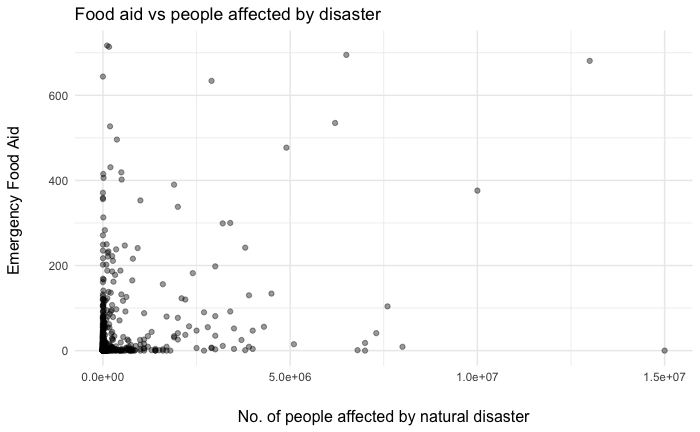 Food aid vs people affected by disaster
Emergency Food Aid
600
400
200
0
0.0e+00 5.0e+06 1.0e+07 1.5e+07
No. of people affected by natural disaster